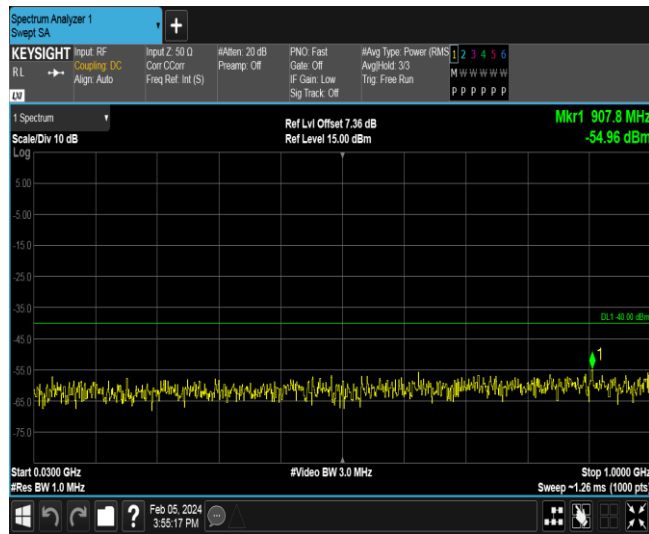 Spectrum Analyzer 1
Swept SA
KEYSIGHT
RL
LXI
Input: RF
Coupling: DC
Align: Auto
Input Z: 50 Ω
Corr CCorr
Freq Ref: Int (S)
#Atten: 20 dB
Preamp: Off
PNO: Fast
Gate: Off
IF Gain: Low
Sig Track: Off
#Avg Type: Power (RMS
Avg|Hold: 3/3
Trig: Free Run
1 2 3 4 5 6
M W W W W W
P P P P P P
1 Spectrum
Scale/Div 10 dB
Log
Ref Lvl Offset 7.36 dB
Ref Level 15.00 dBm
Mkr1 907.8 MHz
-54.96 dBm
5.00
-5.00
-15.0
-25.0
-35.0
DL1 -40.00 dBm
-45.0
1
-55.0
-65.0
-75.0
Start 0.0300 GHz
#Res BW 1.0 MHz
#Video BW 3.0 MHz
Stop 1.0000 GHz
Sweep ~1.26 ms (1000 pts)
?
Feb 05, 2024
3:55:17 PM